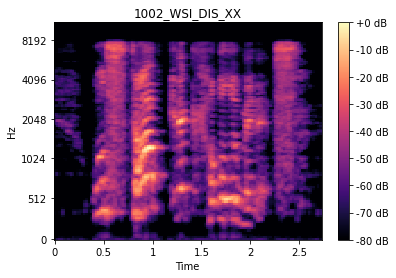 1002_WSI_DIS_XX
+0 dB
8192
-10 dB
4096
-20 dB
-30 dB
2048
Hz
-40 dB
1024
-50 dB
512
-60 dB
-70 dB
0
-80 dB
0 0.5 1 1.5 2 2.5
Time